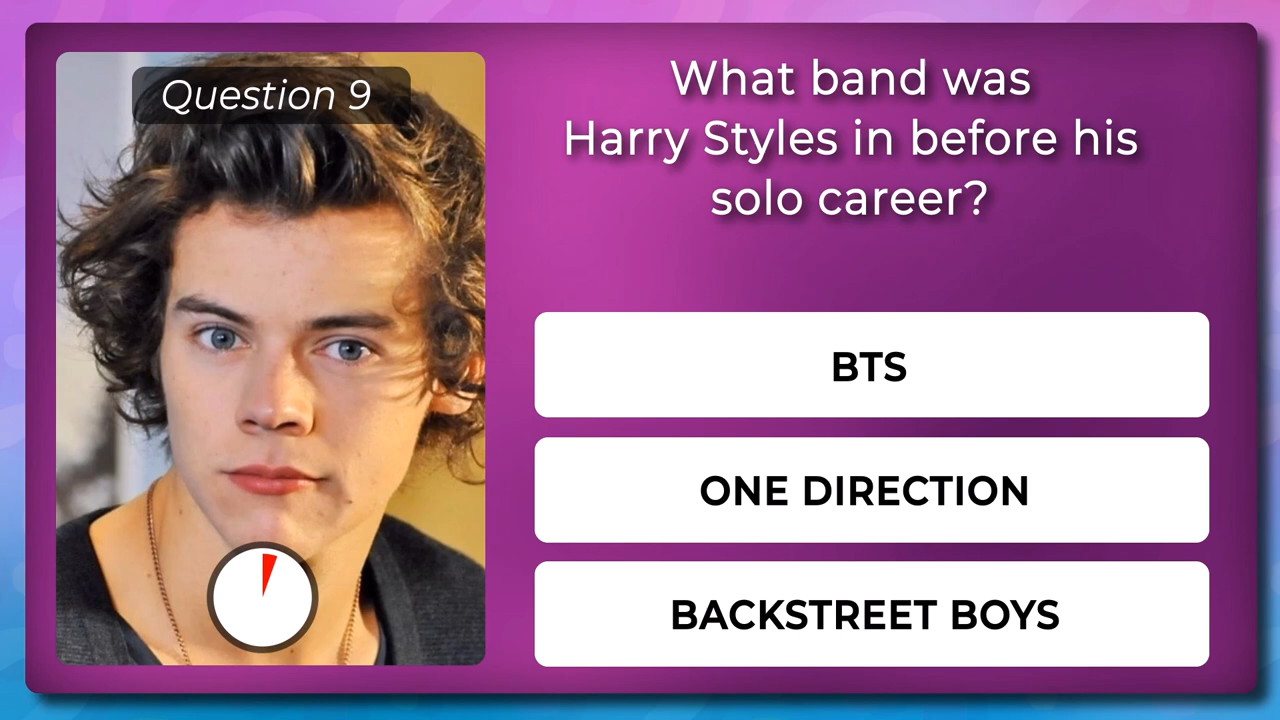 Question 9
What band was
Harry Styles in before his
solo career?
BTS
ONE DIRECTION
BACKSTREET BOYS